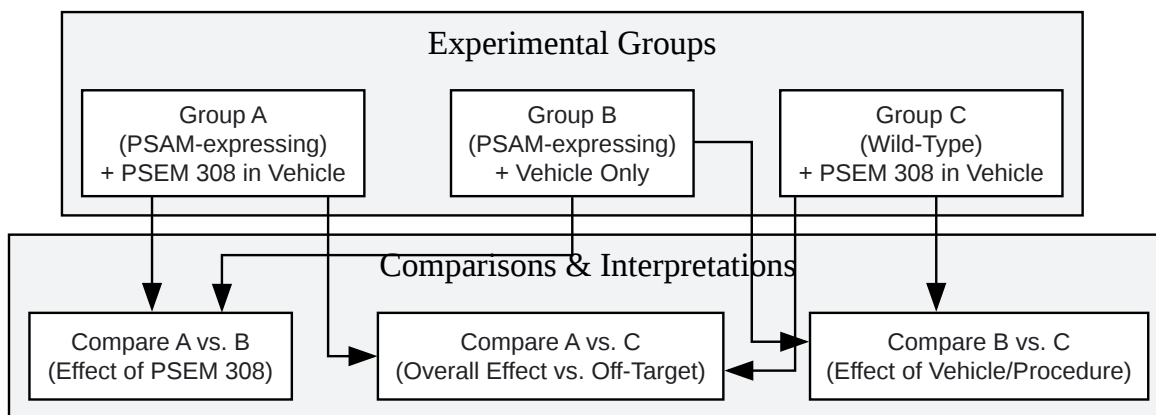 Experimental Groups
Group A
(PSAM-expressing)
+ PSEM 308 in Vehicle
Group B
(PSAM-expressing)
+ Vehicle Only
Group C
(Wild-Type)
+ PSEM 308 in Vehicle
Comparisons & Interpretations
Compare A vs. B
(Effect of PSEM 308)
Compare A vs. C
(Overall Effect vs. Off-Target)
Compare B vs. C
(Effect of Vehicle/Procedure)